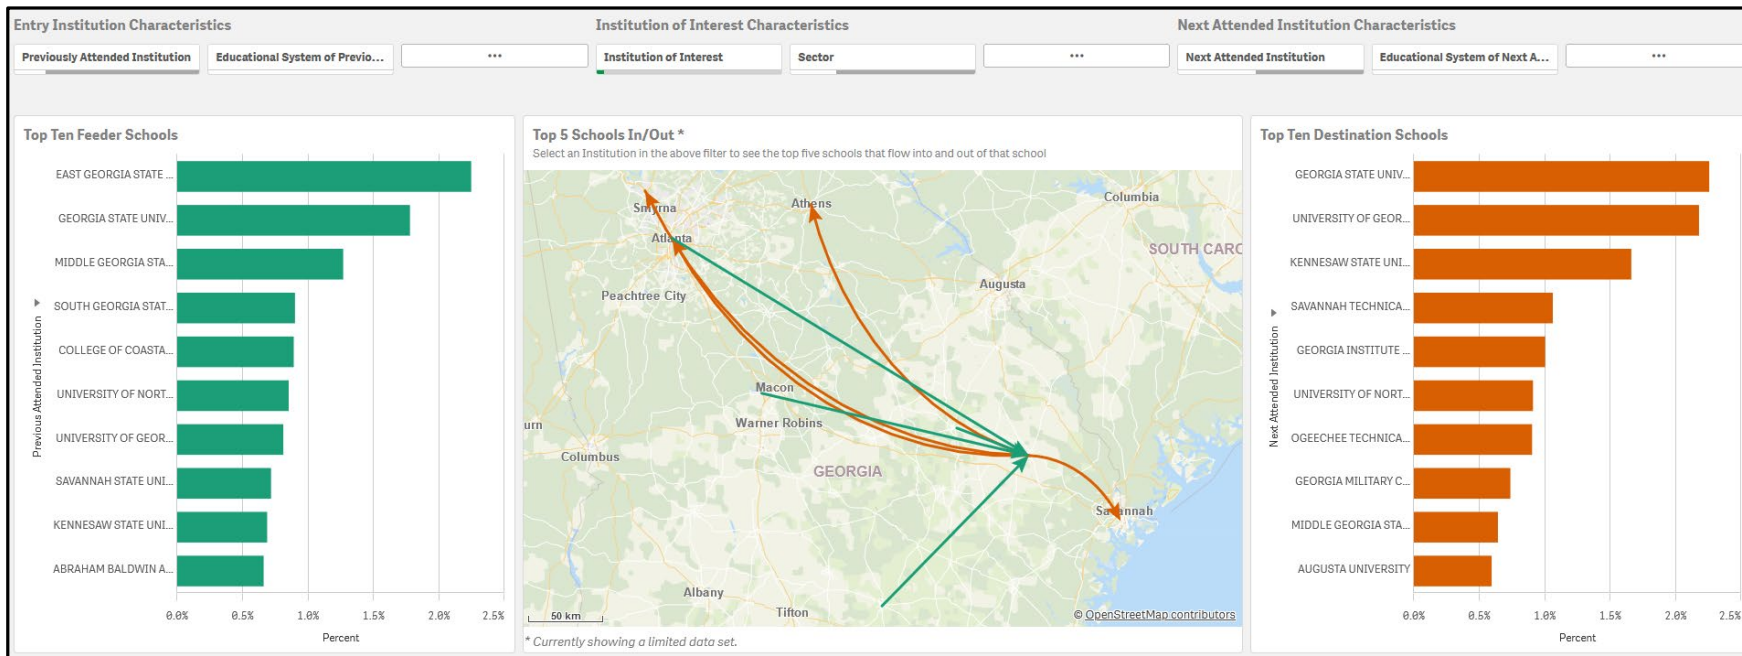 Entry Institution Characteristics
Institution of Interest Characteristics
Next Attended Institution Characteristics
Previously Attended Institution
Educational System of Previo...
...
Institution of Interest
Sector
...
Next Attended Institution
Educational System of Next A...
...
Top Ten Feeder Schools
Previous Attended Institution
EAST GEORGIA STATE ...
GEORGIA STATE UNIV...
MIDDLE GEORGIA STA...
SOUTH GEORGIA STAT...
COLLEGE OF COASTA...
UNIVERSITY OF NORT...
UNIVERSITY OF GEOR...
SAVANNAH STATE UNI...
KENNESAW STATE UNI...
ABRAHAM BALDWIN A...
0.0% 0.5% 1.0% 1.5% 2.0% 2.5%
Percent
Top 5 Schools In/Out *
Select an Institution in the above filter to see the top five schools that flow into and out of that school
Smyrna
Athens
Columbia
Atlanta
SOUTH CARC
Augusta
Peachtree City
Macon
Warner Robins
urn
Columbus
GEORGIA
Savannah
Albany
Tifton
50 km
© OpenStreetMap contributors
* Currently showing a limited data set.
Top Ten Destination Schools
Next Attended Institution
GEORGIA STATE UNIV...
UNIVERSITY OF GEOR...
KENNESAW STATE UNI...
SAVANNAH TECHNICA...
GEORGIA INSTITUTE ...
UNIVERSITY OF NORT...
OGEECHEE TECHNICA...
GEORGIA MILITARY C...
MIDDLE GEORGIA STA...
AUGUSTA UNIVERSITY
0.0% 0.5% 1.0% 1.5% 2.0% 2.5%
Percent